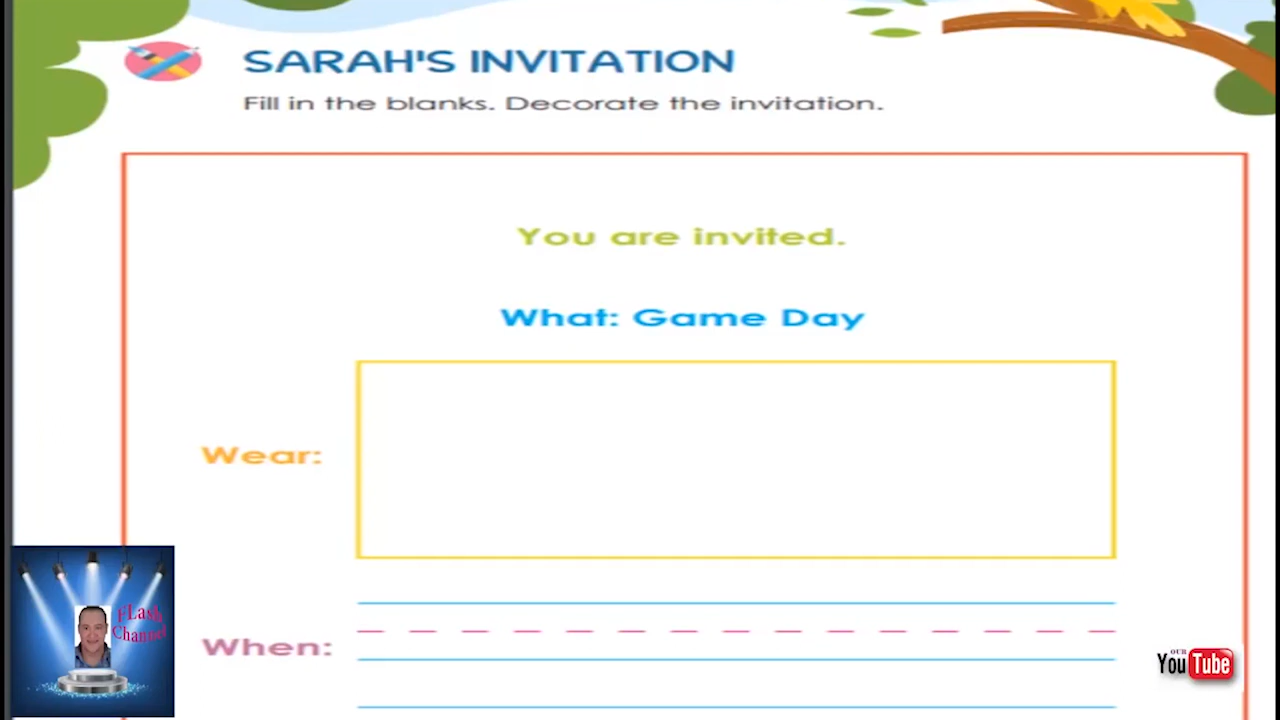 SARAH'S INVITATION
Fill in the blanks. Decorate the invitation.
You are invited.
What: Game Day
Wear:
When:
FLash
Channel
OUR
YouTube